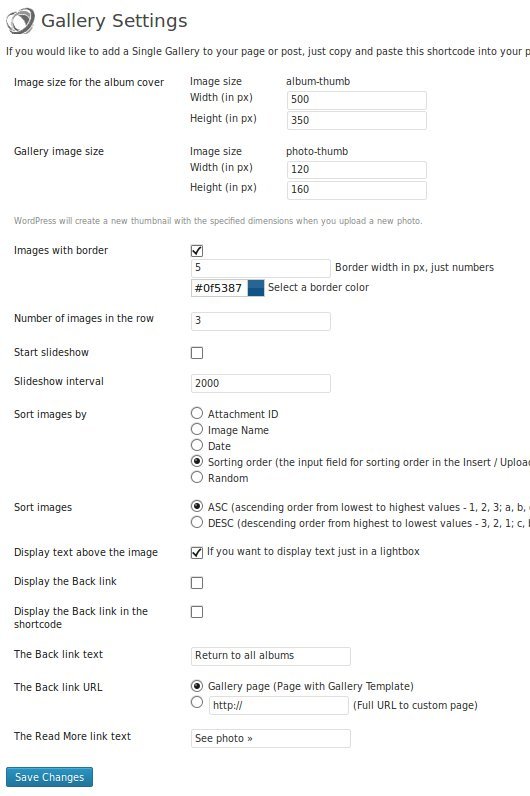 Gallery Settings
If you would like to add a Single Gallery to your page or post, just copy and paste this shortcode into your
Image size for the album cover Image size album-thumb
Width (in px) 500
Height (in px) 350
Gallery image size Image size photo-thumb
Width (in px) 120
Height (in px) 160
WordPress will create a new thumbnail with the specified dimensions when you upload a new photo.
Images with border
5 Border width in px, just numbers
#0f5387 Select a border color
Number of images in the row 3
Start slideshow
Slideshow interval 2000
Sort images by Attachment ID
Image Name
Date
Sorting order (the input field for sorting order in the Insert / Uploa
Random
Sort images ASC (ascending order from lowest to highest values - 1, 2, 3; a, b,
DESC (descending order from highest to lowest values - 3, 2, 1; c,
Display text above the image If you want to display text just in a lightbox
Display the Back link
Display the Back link in the
shortcode
The Back link text Return to all albums
The Back link URL Gallery page (Page with Gallery Template)
http:// (Full URL to custom page)
The Read More link text See photo »
Save Changes